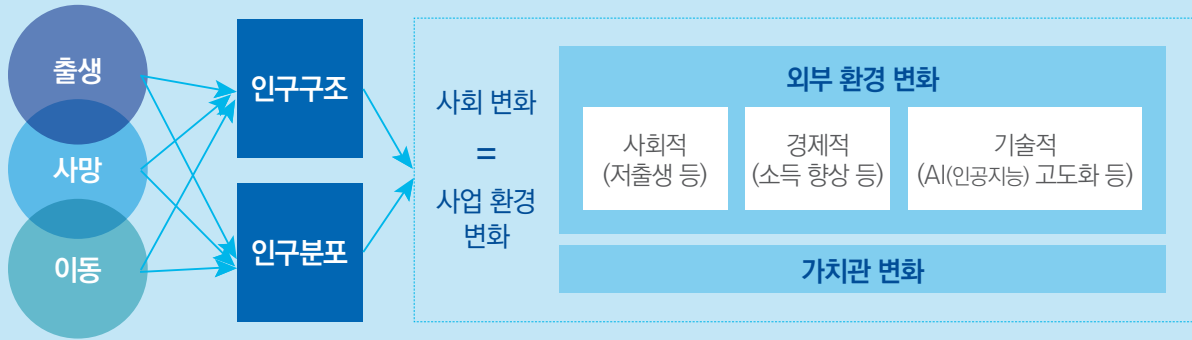 출생
사망
이동
인구구조
인구분포
사회 변화
=
사업 환경
변화
외부 환경 변화
사회적
(저출생 등)
경제적
(소득 향상 등)
기술적
(AI(인공지능) 고도화 등)
가치관 변화